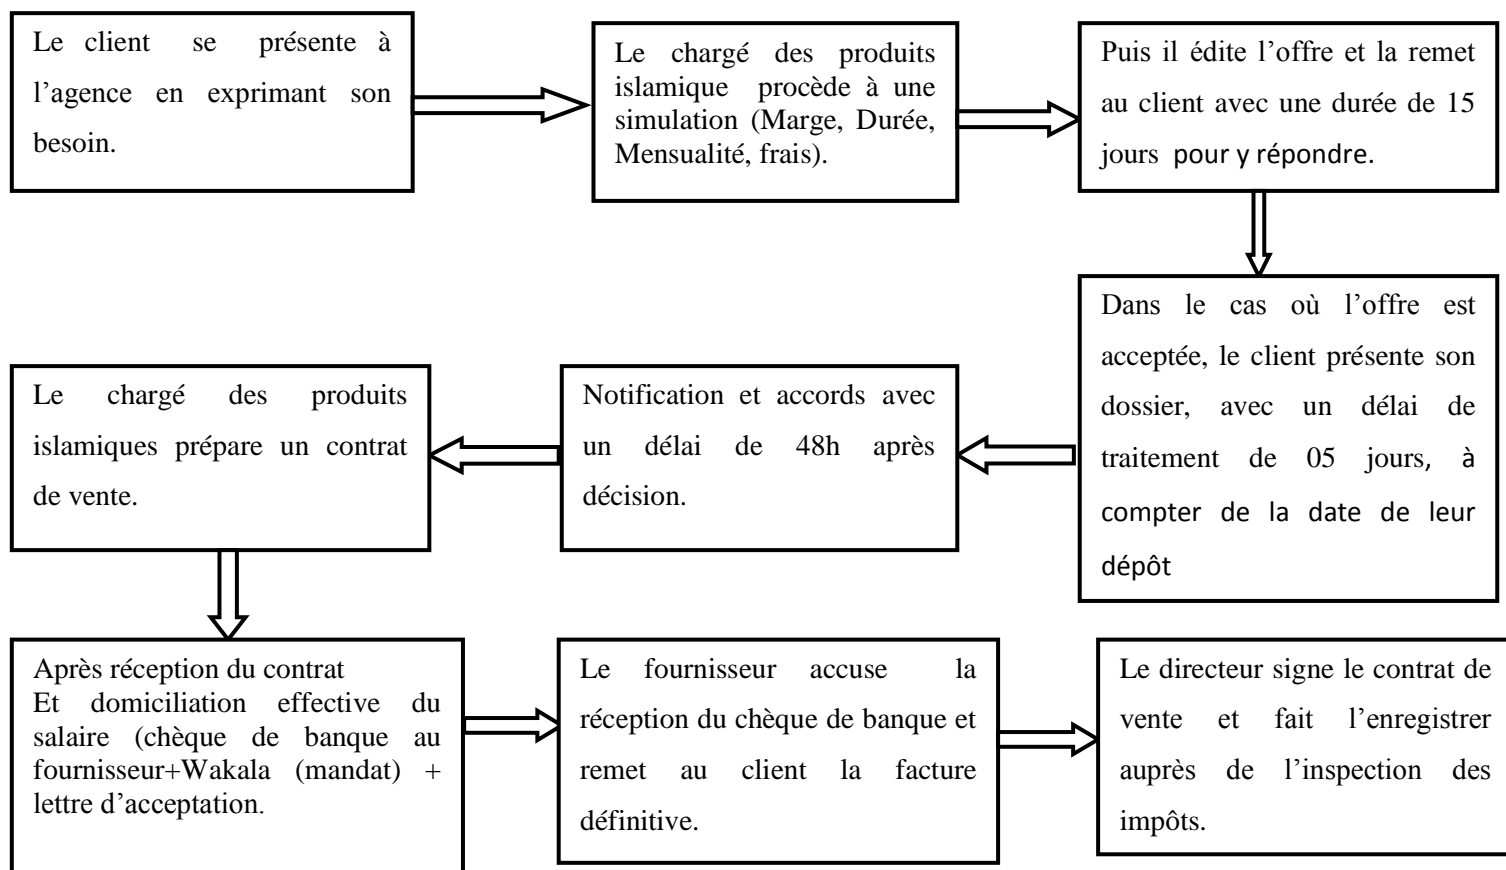 Le client se présente à
l’agence en exprimant son
besoin.
Le chargé des produits
islamique procède à une
simulation (Marge, Durée,
Mensualité, frais).
Puis il édite l’offre et la remet
au client avec une durée de 15
jours pour y répondre.
Dans le cas où l’offre est
acceptée, le client présente son
dossier, avec un délai de
traitement de 05 jours, à
compter de la date de leur
dépôt
Notification et accords avec
un délai de 48h après
décision.
Le chargé des produits
islamiques prépare un contrat
de vente.
Après réception du contrat
Et domiciliation effective du
salaire (chèque de banque au
fournisseur+Wakala (mandat) +
lettre d’acceptation.
Le fournisseur accuse la
réception du chèque de banque et
remet au client la facture
définitive.
Le directeur signe le contrat de
vente et fait l’enregistrer
auprès de l’inspection des
impôts.